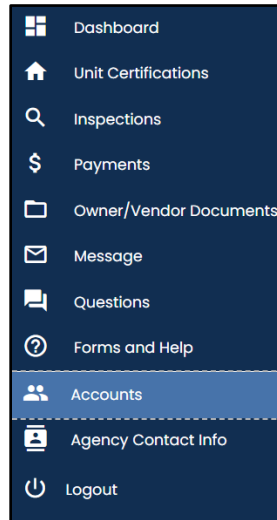 Dashboard
Unit Certifications
Inspections
$ Payments
Owner/Vendor Documents
Message
Questions
? Forms and Help
Accounts
Agency Contact Info
Logout